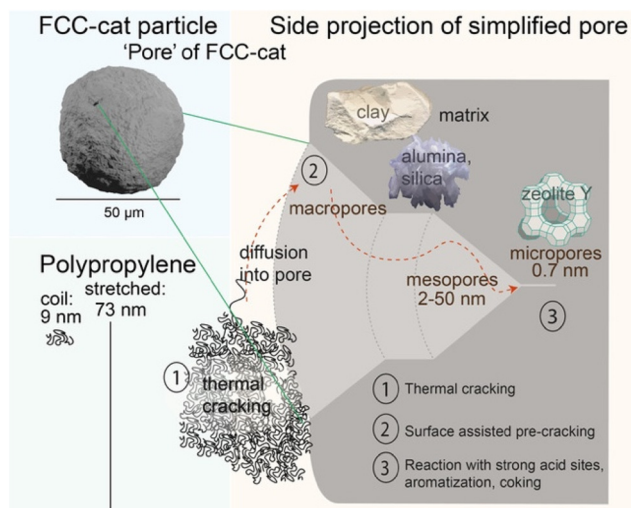 FCC-cat particle
'Pore' of FCC-cat
50 µm
Side projection of simplified pore
clay
matrix
alumina,
silica
zeolite Y
micropores
0.7 nm
2
macropores
diffusion
into pore
mesopores
2-50 nm
3
Polypropylene
coil:
9 nm
stretched:
73 nm
1
thermal
cracking
1 Thermal cracking
2 Surface assisted pre-cracking
3 Reaction with strong acid sites,
aromatization, coking